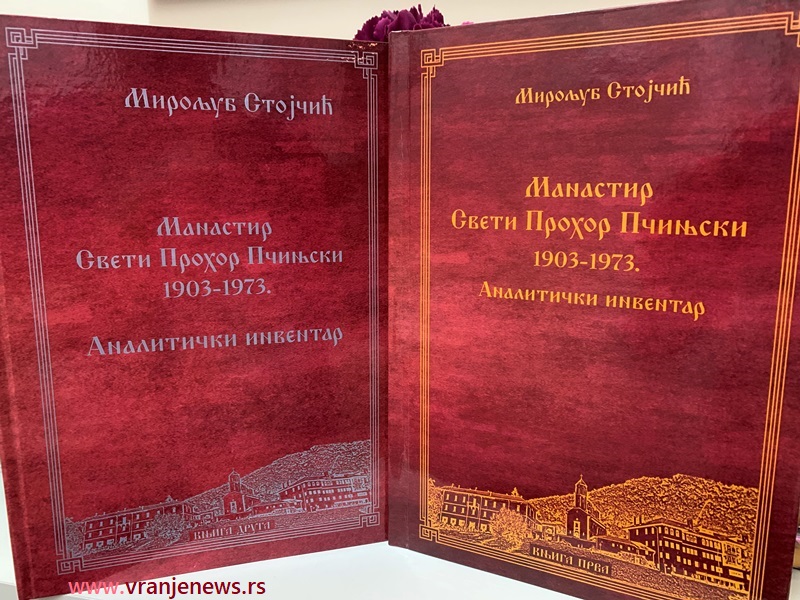 Мирољуб Стојчић
Манастир
Свети Прохор Пчињски
1903-1973.
Аналитички инвентар
КЊИГА ДРУГА
Мирољуб Стојчић
Манастир
Свети Прохор Пчињски
1903-1973.
Аналитички инвентар
КЊИГА ПРВА
www.vranjenews.rs